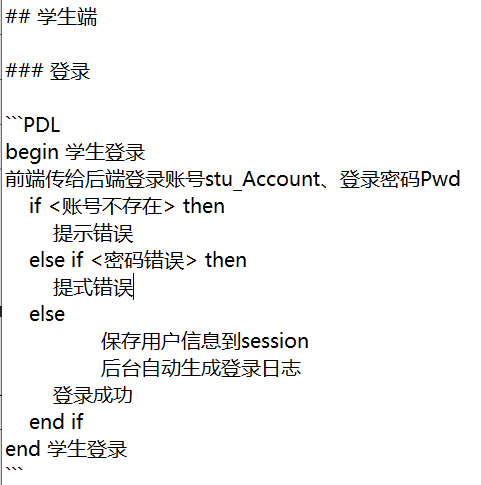 ## 学生端
### 登录
```PDL
begin 学生登录
前端传给后端登录账号stu_Account、登录密码Pwd
if <账号不存在> then
提示错误
else if <密码错误> then
提式错误
else
保存用户信息到session
后台自动生成登录日志
登录成功
end if
end 学生登录
```